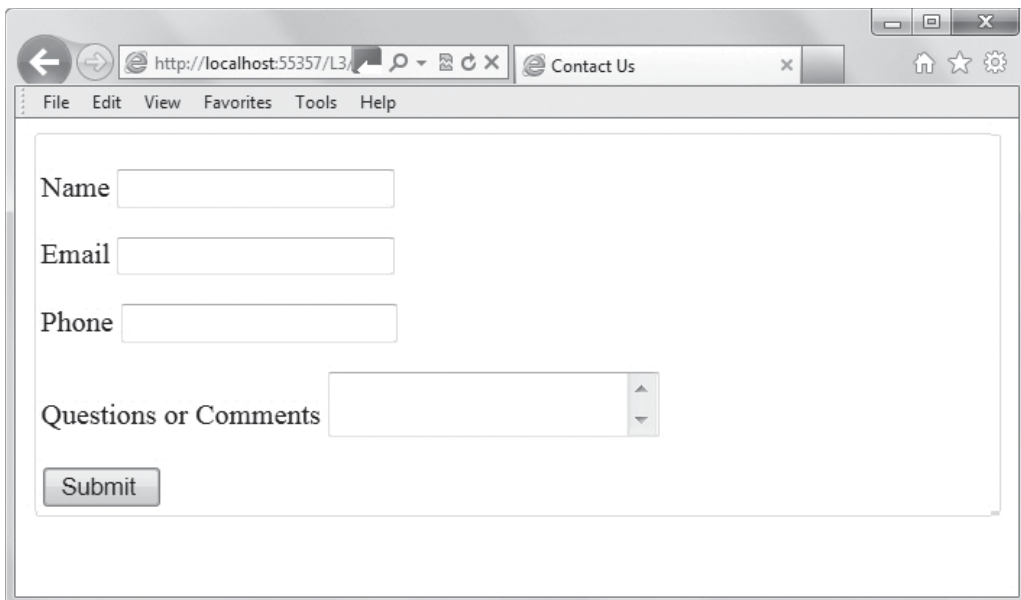 http://localhost:55357/L3/
Contact Us
File Edit View Favorites Tools Help
Name
Email
Phone
Questions or Comments
Submit